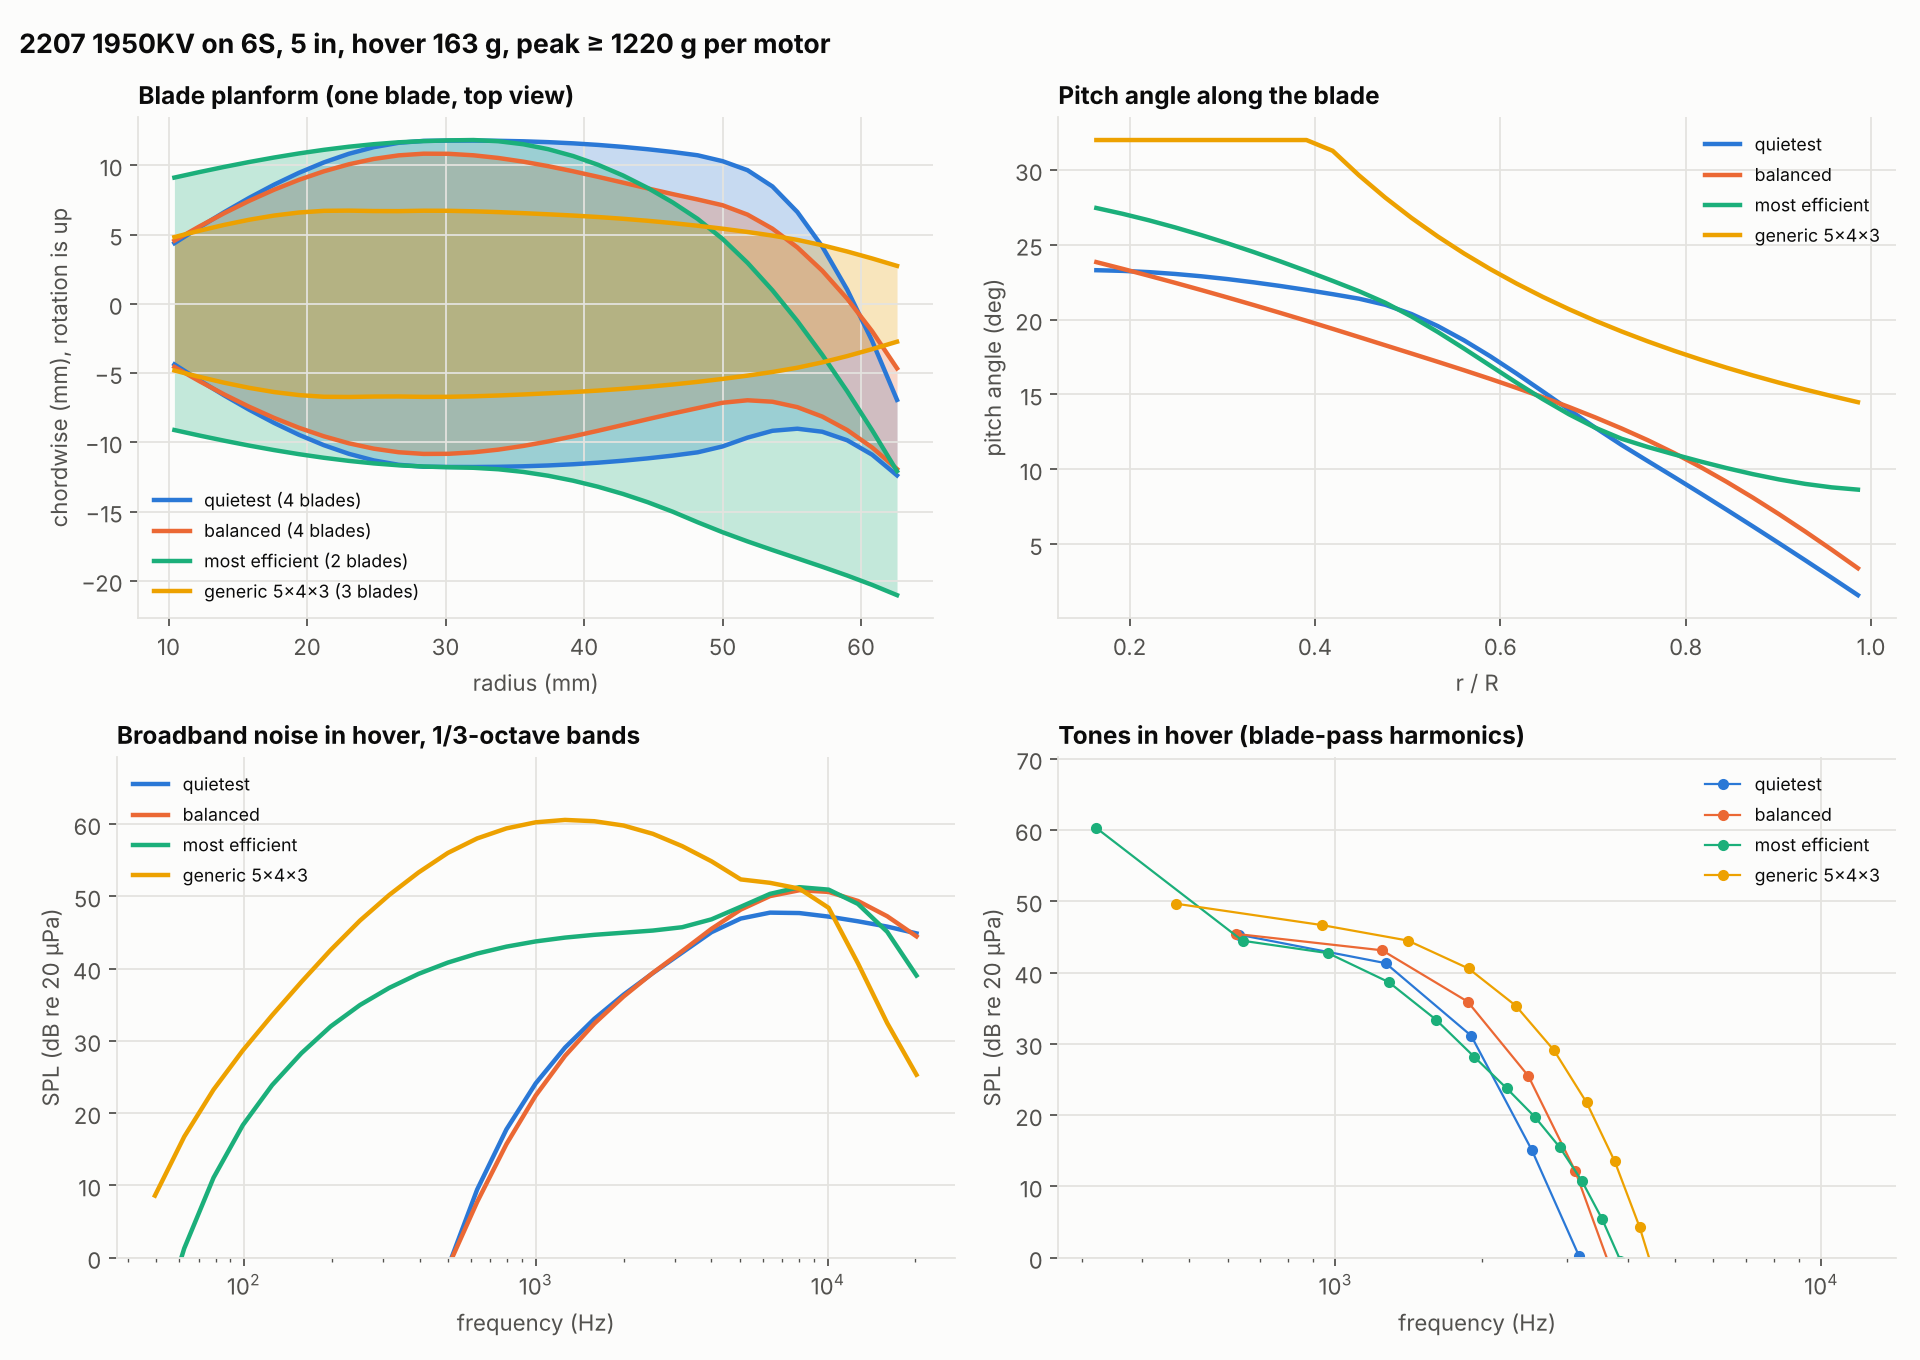 2207 1950KV on 6S, 5 in, hover 163 g, peak ≥ 1220 g per motor
Blade planform (one blade, top view)
chordwise (mm), rotation is up
10
5
0
−5
−10
−15
−20
quietest (4 blades)
balanced (4 blades)
most efficient (2 blades)
generic 5×4×3 (3 blades)
10
20
30
40
50
60
radius (mm)
Pitch angle along the blade
pitch angle (deg)
30
25
20
15
10
5
quietest
balanced
most efficient
generic 5×4×3
0.2
0.4
0.6
0.8
1.0
r / R
Broadband noise in hover, 1/3-octave bands
SPL (dB re 20 µPa)
60
50
40
30
20
10
0
quietest
balanced
most efficient
generic 5×4×3
10²
10³
10⁴
frequency (Hz)
Tones in hover (blade-pass harmonics)
SPL (dB re 20 µPa)
70
60
50
40
30
20
10
0
quietest
balanced
most efficient
generic 5×4×3
10³
10⁴
frequency (Hz)